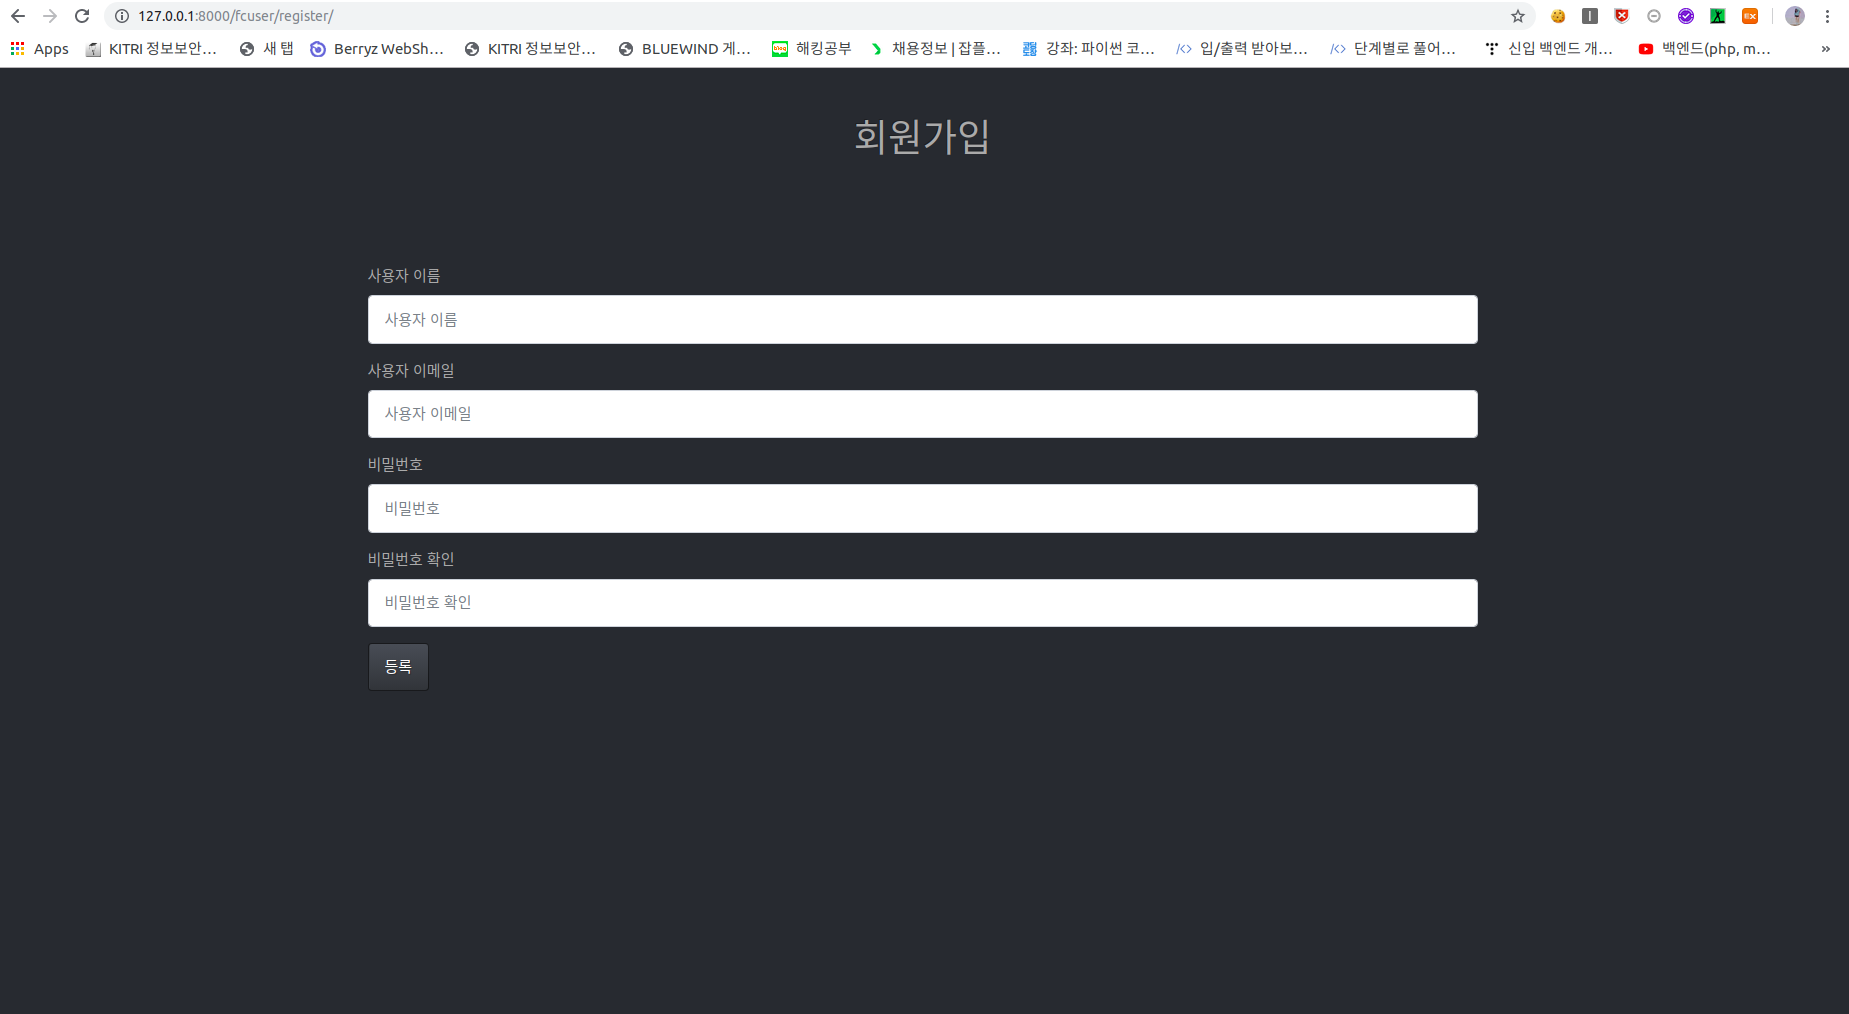 127.0.0.1:8000/fcuser/register/
Apps KITRI 정보보안… 새 탭 Berryz WebSh… KITRI 정보보안… BLUEWIND 게… blog 해킹공부 채용정보 | 잡플… 강좌: 파이썬 코… 입/출력 받아보… 단계별로 풀어… 신입 백엔드 개… 백엔드(php, m… »
회원가입
사용자 이름
사용자 이름
사용자 이메일
사용자 이메일
비밀번호
비밀번호
비밀번호 확인
비밀번호 확인
등록